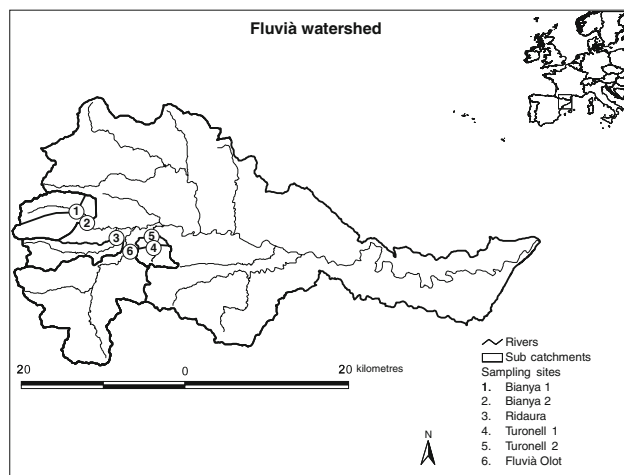 Fluvià watershed
1
2
3
5
4
6
20 0 20 kilometres
N
Rivers
Sub catchments
Sampling sites
1. Bianya 1
2. Bianya 2
3. Ridaura
4. Turonell 1
5. Turonell 2
6. Fluvià Olot